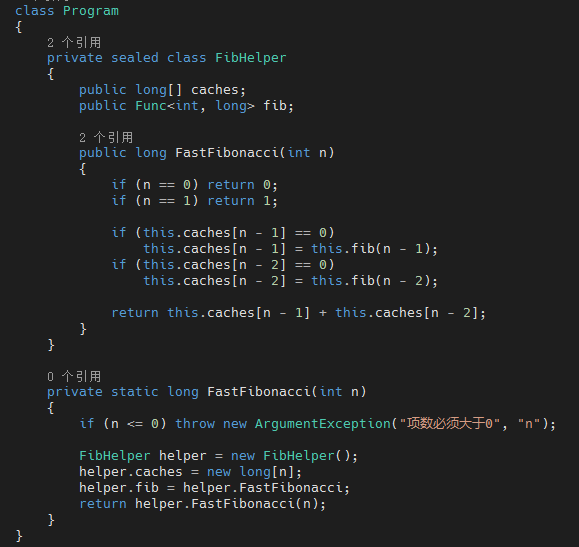 class Program
{
2 个引用
private sealed class FibHelper
{
public long[] caches;
public Func<int, long> fib;
2 个引用
public long FastFibonacci(int n)
{
if (n == 0) return 0;
if (n == 1) return 1;
if (this.caches[n - 1] == 0)
this.caches[n - 1] = this.fib(n - 1);
if (this.caches[n - 2] == 0)
this.caches[n - 2] = this.fib(n - 2);
return this.caches[n - 1] + this.caches[n - 2];
}
}
0 个引用
private static long FastFibonacci(int n)
{
if (n <= 0) throw new ArgumentException("项数必须大于0", "n");
FibHelper helper = new FibHelper();
helper.caches = new long[n];
helper.fib = helper.FastFibonacci;
return helper.FastFibonacci(n);
}
}